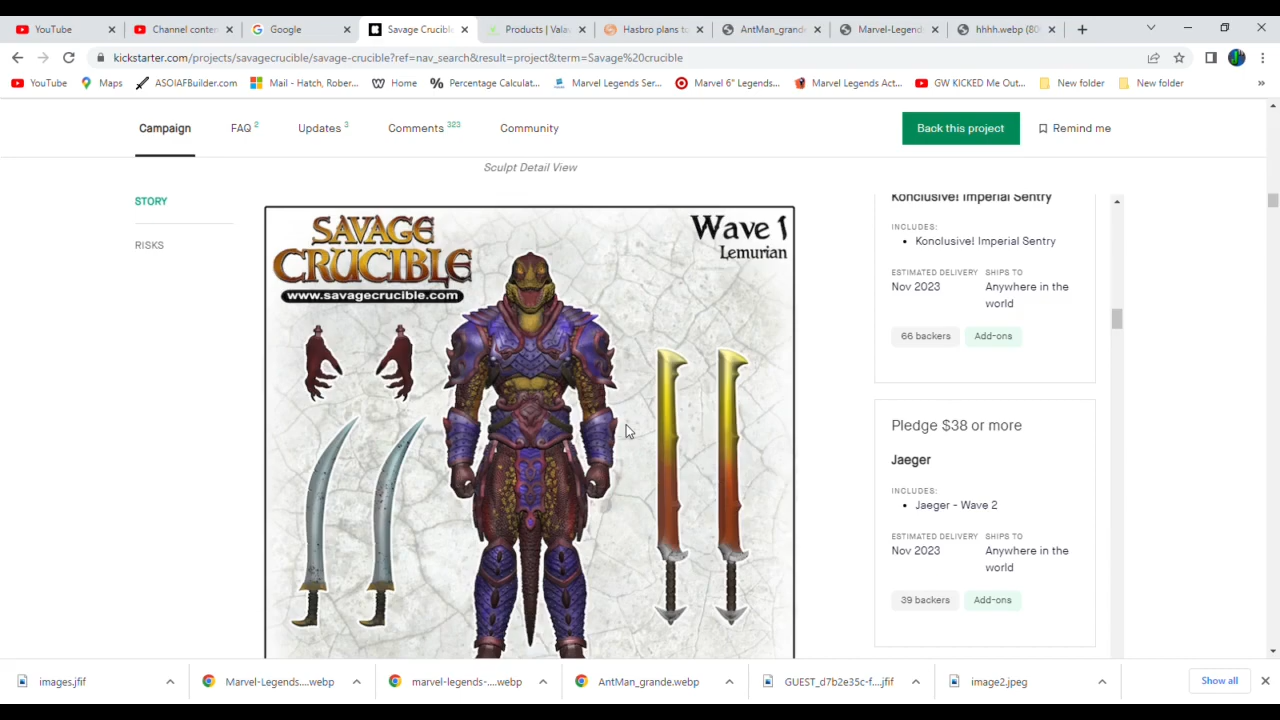 YouTube
Channel conten
Google
Savage Crucible
Products | Valav
Hasbro plans to
AntMan_grande
Marvel-Legend
hhhh.webp (80
kickstarter.com/projects/savagecrucible/savage-crucible?ref=nav_search&result=project&term=Savage%20crucible
YouTube
Maps
ASOIAFBuilder.com
Mail - Hatch, Rober...
Home
Percentage Calculat...
Marvel Legends Ser...
Marvel 6" Legends...
Marvel Legends Act...
GW KICKED Me Out...
New folder
New folder
»
Campaign
FAQ 2
Updates 3
Comments 323
Community
Back this project
Remind me
Sculpt Detail View
STORY
RISKS
SAVAGE
CRUCIBLE
www.savagecrucible.com
Wave 1
Lemurian
Konclusive! Imperial Sentry
INCLUDES:
• Konclusive! Imperial Sentry
ESTIMATED DELIVERY SHIPS TO
Nov 2023 Anywhere in the
world
66 backers Add-ons
Pledge $38 or more
Jaeger
INCLUDES:
• Jaeger - Wave 2
ESTIMATED DELIVERY SHIPS TO
Nov 2023 Anywhere in the
world
39 backers Add-ons
images.jfif
Marvel-Legends....webp
marvel-legends-....webp
AntMan_grande.webp
GUEST_d7b2e35c-f....jfif
image2.jpeg
Show all